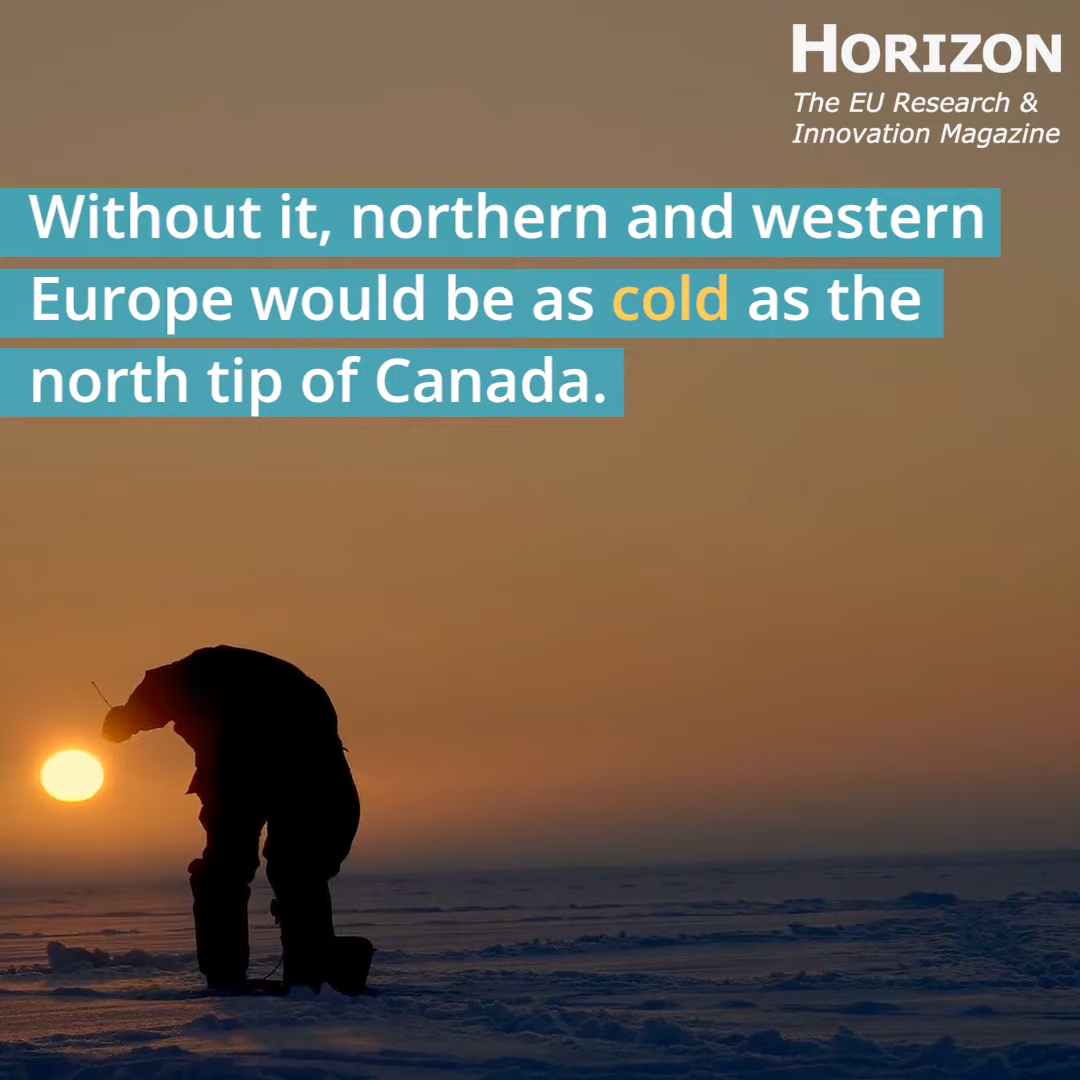 HORIZON
The EU Research &
Innovation Magazine
Without it, northern and western
Europe would be as cold as the
north tip of Canada.